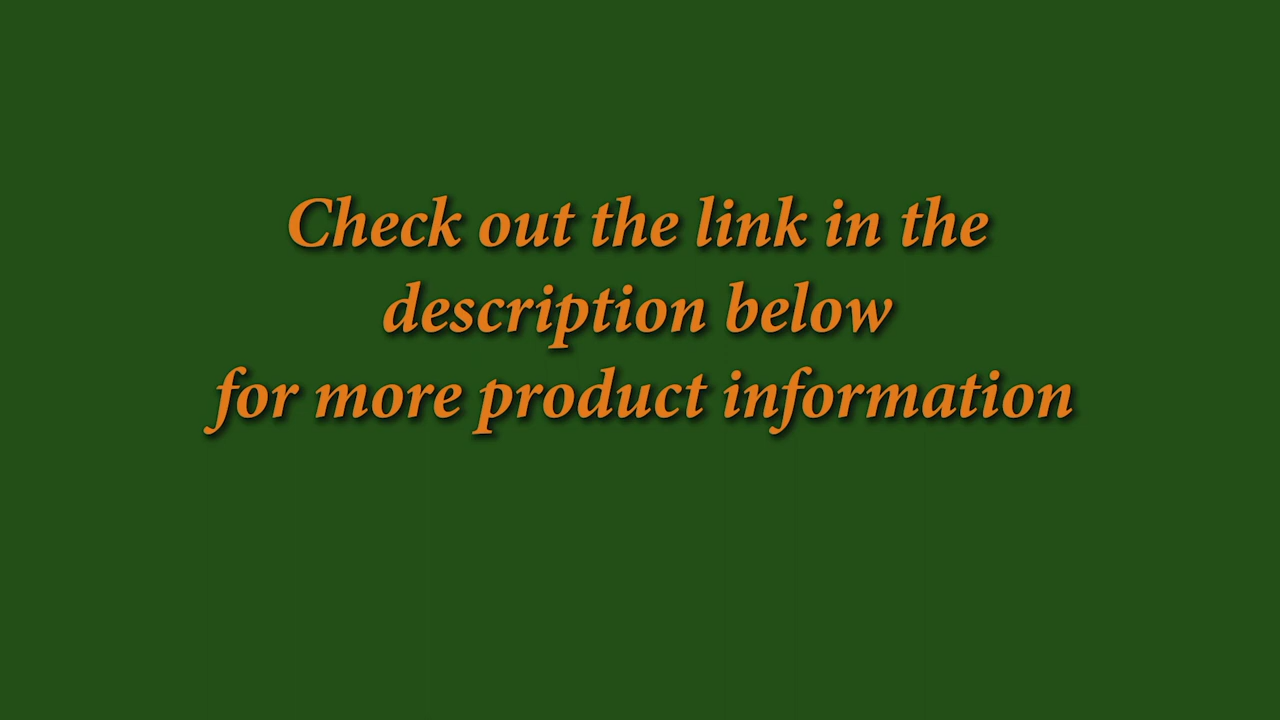 Check out the link in the
description below
for more product information